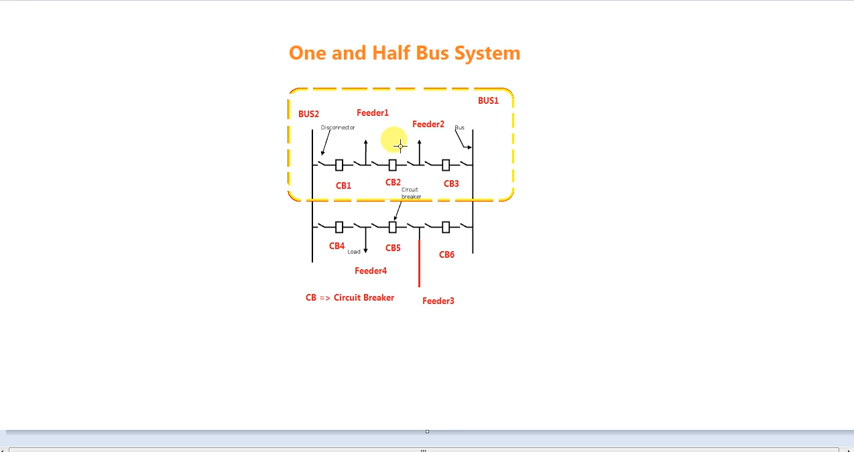 One and Half Bus System
BUS1
BUS2
Feeder1
Feeder2
Disconnector
Bus
CB1
CB2
CB3
Circuit
breaker
CB4
Load
CB5
CB6
Feeder4
CB => Circuit Breaker
Feeder3